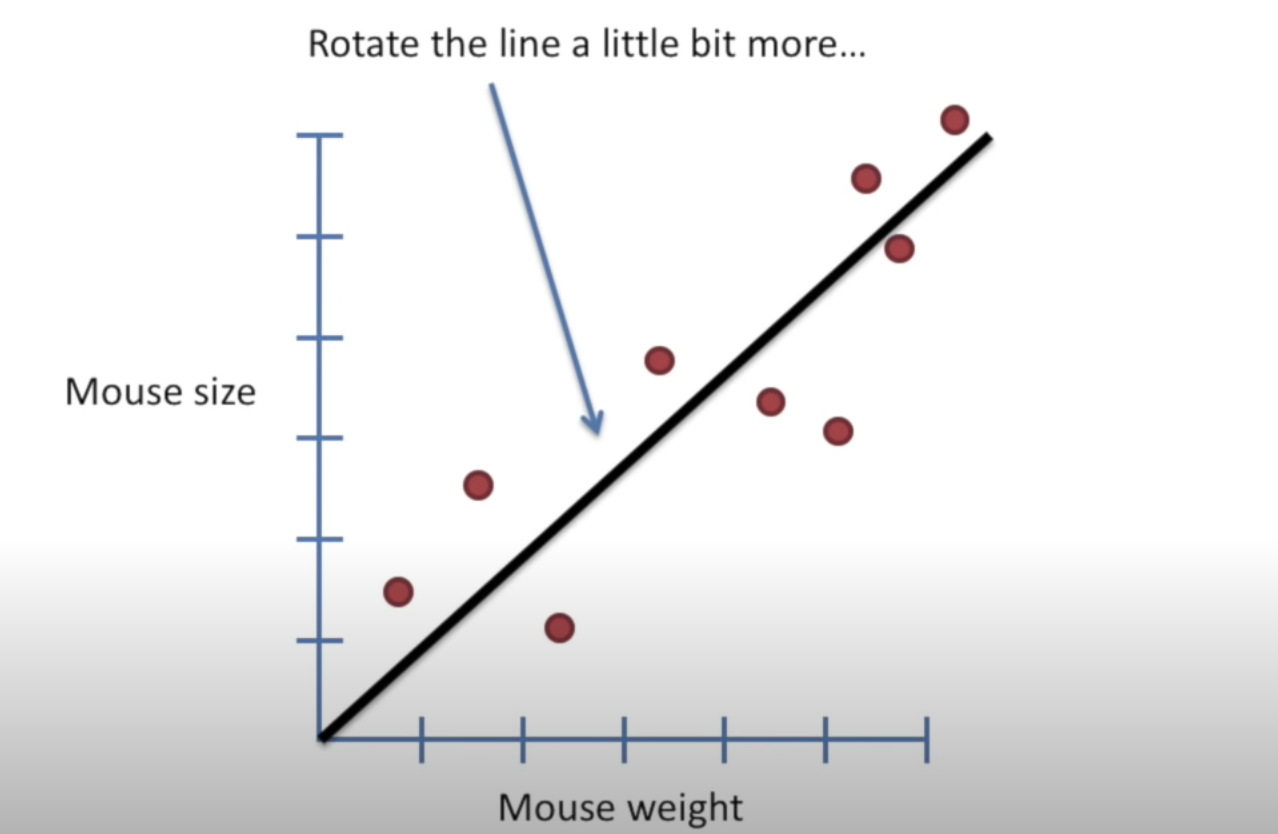 Rotate the line a little bit more...
Mouse size
Mouse weight